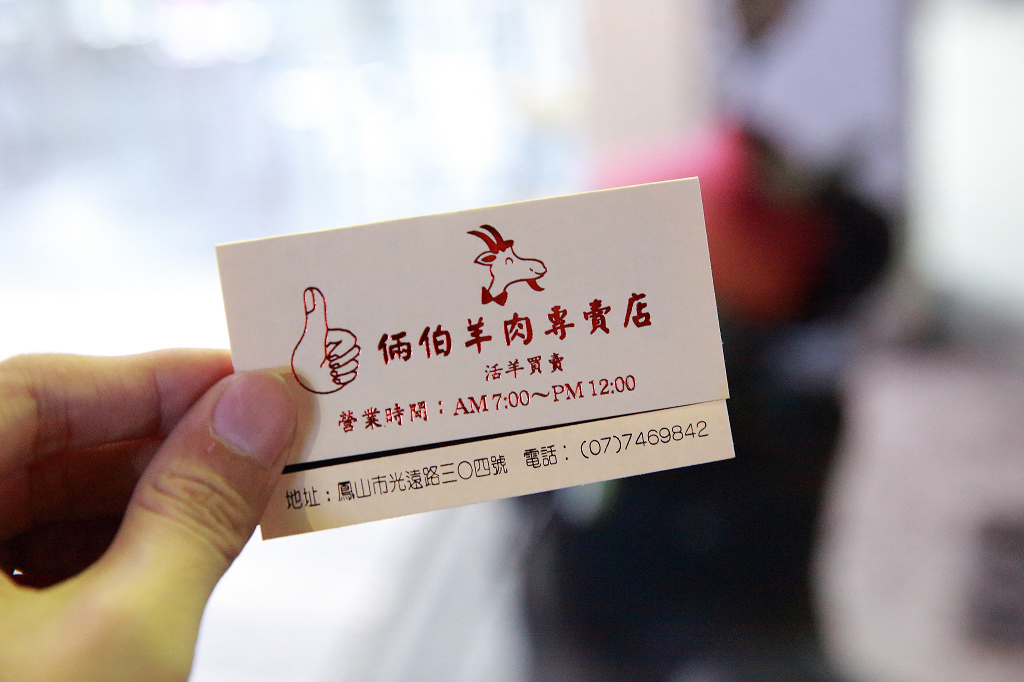 倆伯羊肉專賣店
活羊買賣
營業時間：AM 7:00～PM 12:00
地址：鳳山市光遠路三〇四號 電話：(07)7469842